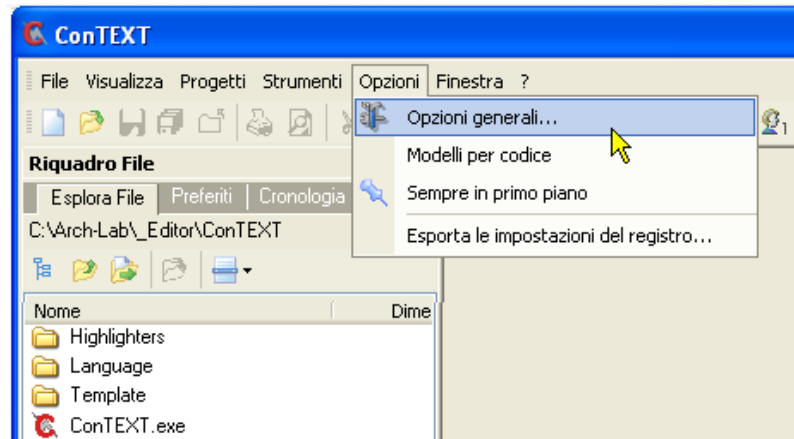 ConTEXT
File Visualizza Progetti Strumenti Opzioni Finestra ?
Opzioni generali...
Modelli per codice
Sempre in primo piano
Esporta le impostazioni del registro...
1
Riquadro File
Esplora File Preferiti Cronologia
C:\Arch-Lab\_Editor\ConTEXT
Nome Dime
Highlighters
Language
Template
ConTEXT.exe